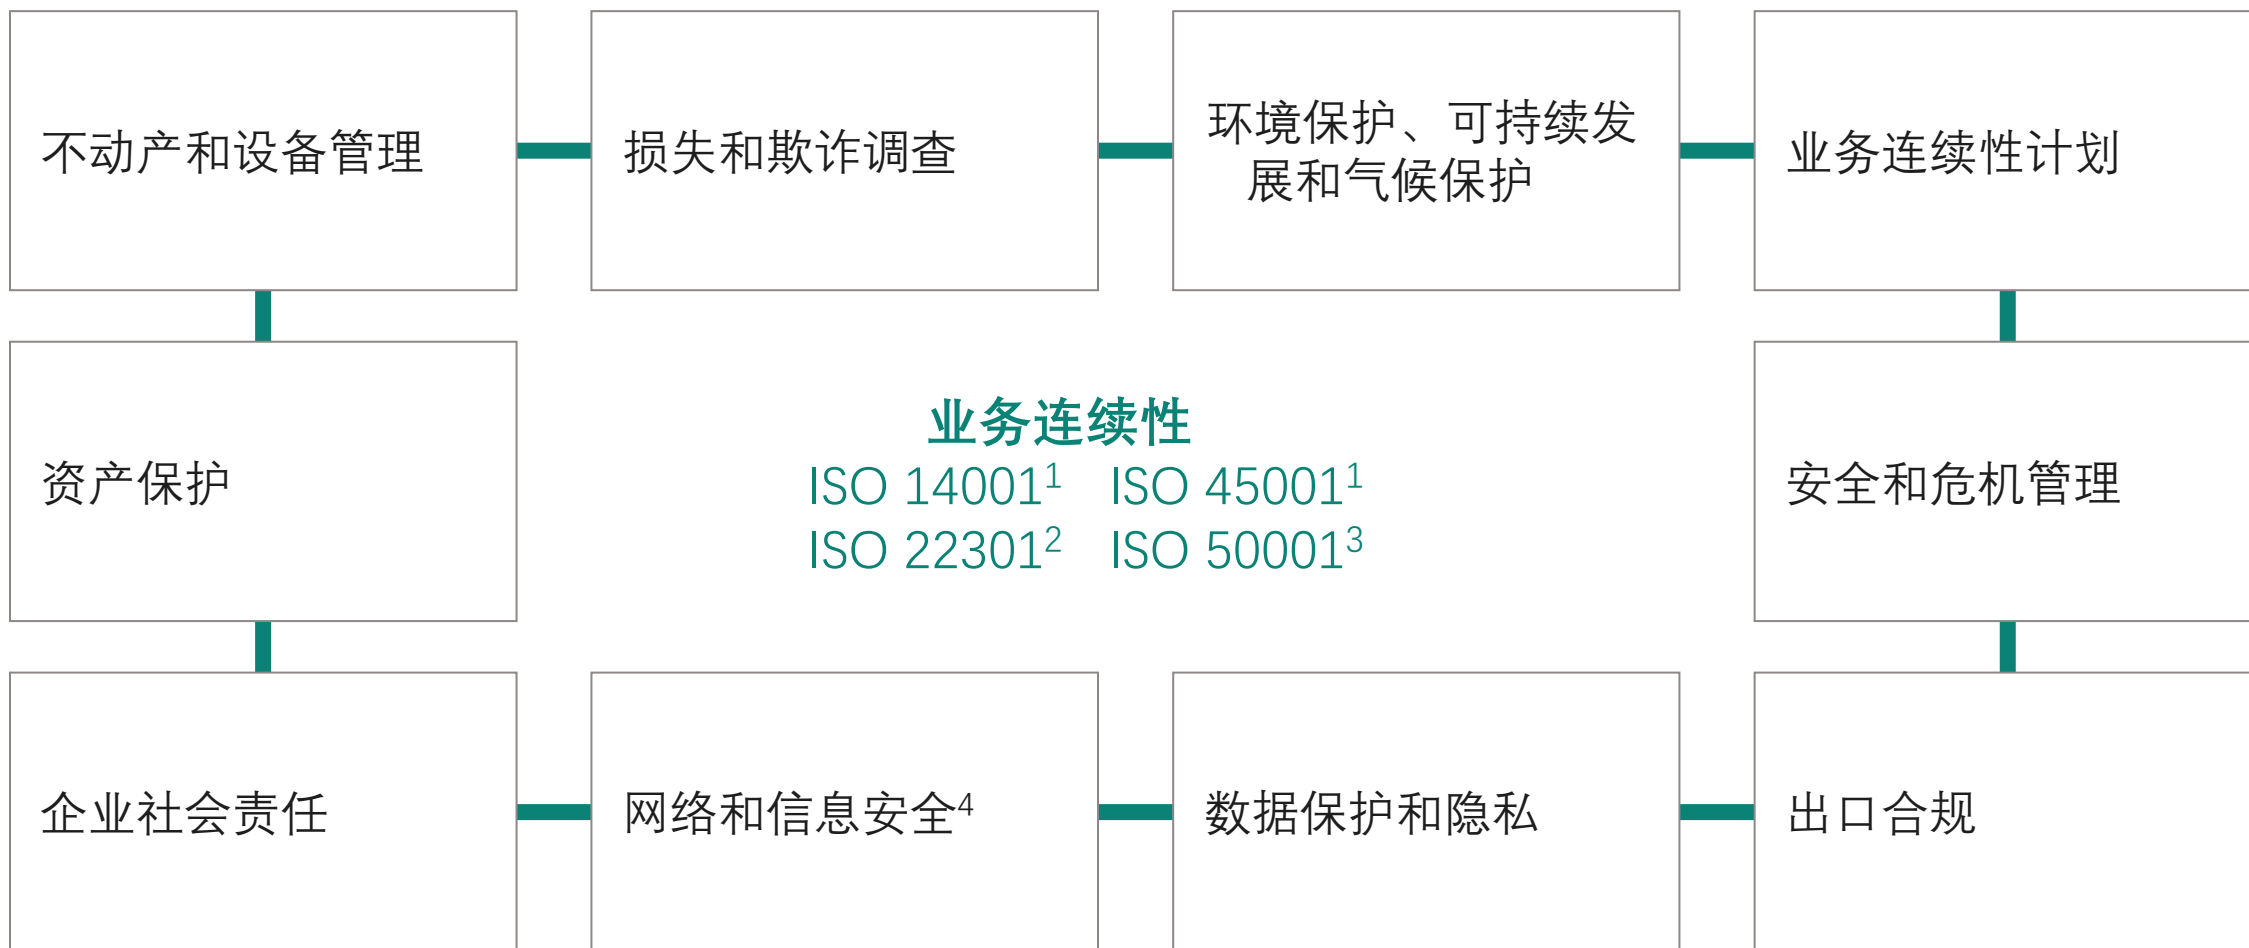 不动产和设备管理
损失和欺诈调查
环境保护、可持续发
展和气候保护
业务连续性计划
资产保护
业务连续性
ISO 14001¹ ISO 45001¹
ISO 22301² ISO 50001³
安全和危机管理
企业社会责任
网络和信息安全⁴
数据保护和隐私
出口合规